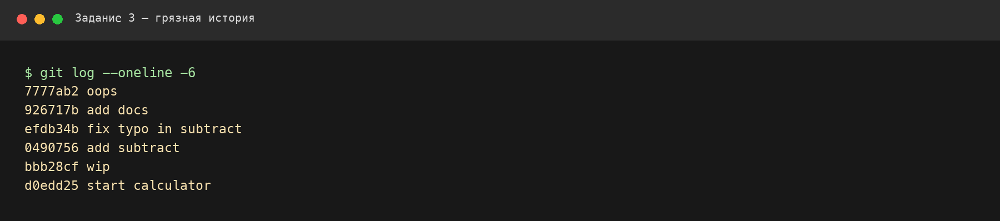 Задание 3 — грязная история
$ git log --oneline -6
7777ab2 oops
926717b add docs
efdb34b fix typo in subtract
0490756 add subtract
bbb28cf wip
d0edd25 start calculator